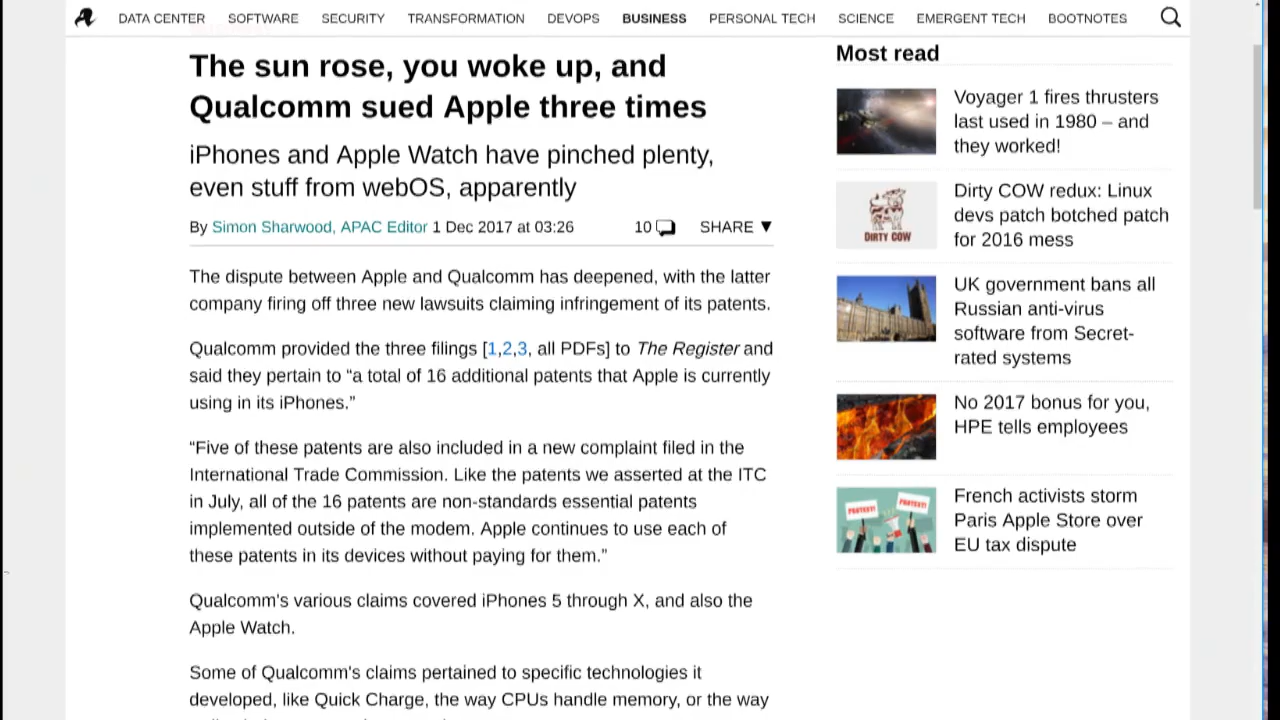 DATA CENTER SOFTWARE SECURITY TRANSFORMATION DEVOPS BUSINESS PERSONAL TECH SCIENCE EMERGENT TECH BOOTNOTES
The sun rose, you woke up, and
Qualcomm sued Apple three times
iPhones and Apple Watch have pinched plenty,
even stuff from webOS, apparently
By Simon Sharwood, APAC Editor 1 Dec 2017 at 03:26 10 SHARE ▼
The dispute between Apple and Qualcomm has deepened, with the latter
company firing off three new lawsuits claiming infringement of its patents.
Qualcomm provided the three filings [1,2,3, all PDFs] to The Register and
said they pertain to “a total of 16 additional patents that Apple is currently
using in its iPhones.”
“Five of these patents are also included in a new complaint filed in the
International Trade Commission. Like the patents we asserted at the ITC
in July, all of the 16 patents are non-standards essential patents
implemented outside of the modem. Apple continues to use each of
these patents in its devices without paying for them.”
Qualcomm's various claims covered iPhones 5 through X, and also the
Apple Watch.
Some of Qualcomm's claims pertained to specific technologies it
developed, like Quick Charge, the way CPUs handle memory, or the way
Most read
Voyager 1 fires thrusters
last used in 1980 – and
they worked!
DIRTY COW
Dirty COW redux: Linux
devs patch botched patch
for 2016 mess
UK government bans all
Russian anti-virus
software from Secret-
rated systems
No 2017 bonus for you,
HPE tells employees
PROTEST! PROTEST!
French activists storm
Paris Apple Store over
EU tax dispute